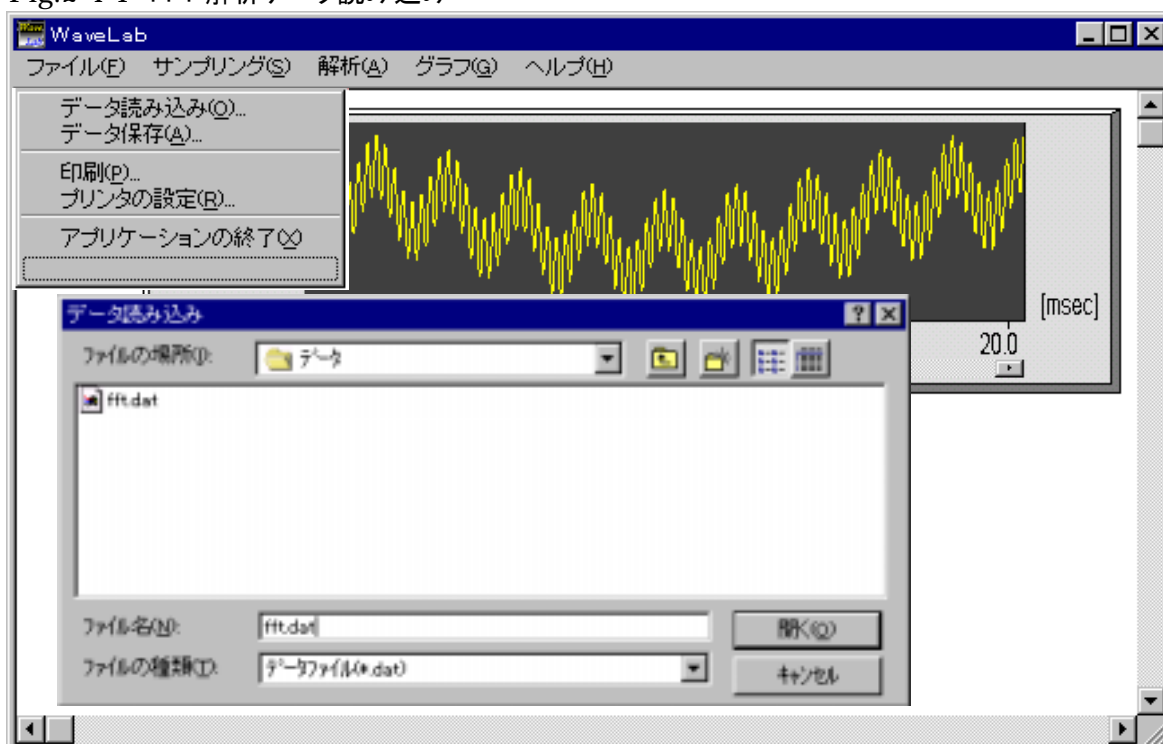 WaveLab
ファイル(F) サンプリング(S) 解析(A) グラフ(G) ヘルプ(H)
データ読み込み(O)...
データ保存(A)...
印刷(P)...
プリンタの設定(R)...
アプリケーションの終了(X)
[msec]
20.0
データ読み込み
ファイルの場所(I):
データ
fft.dat
ファイル名(N):
fft.dat
開く(O)
ファイルの種類(T):
データファイル(*.dat)
キャンセル